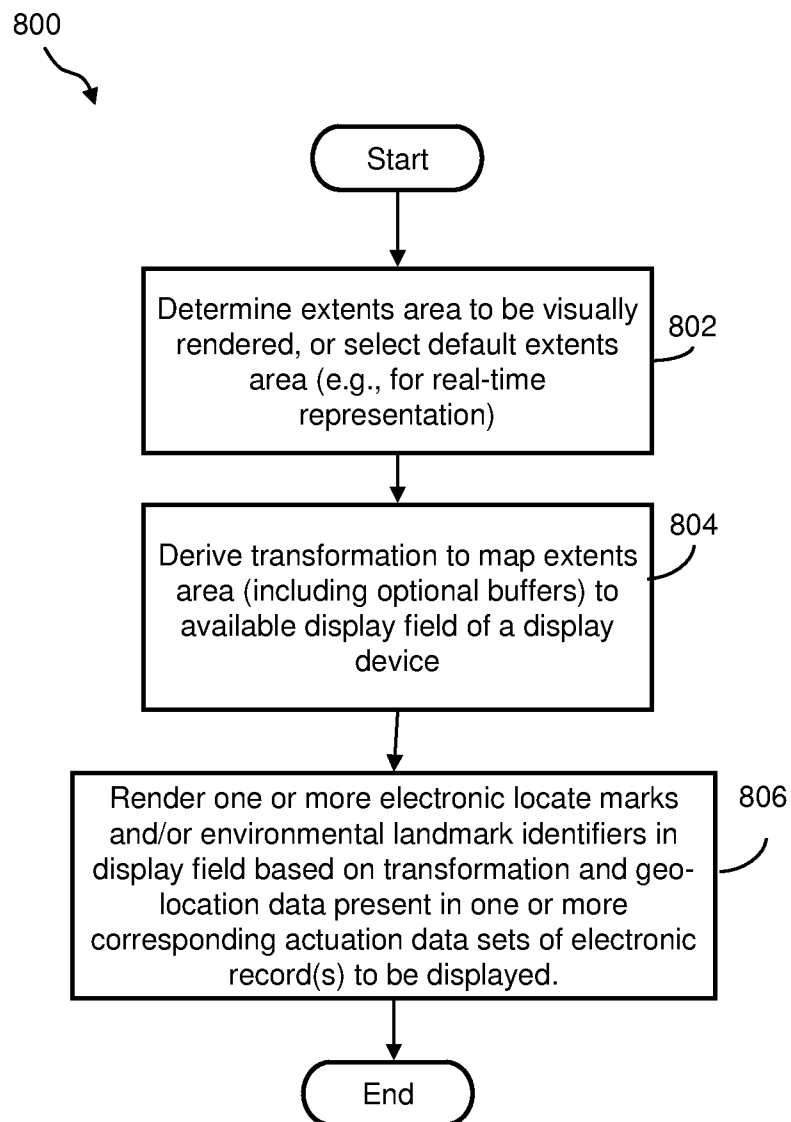 800
Start
Determine extents area to be visually
rendered, or select default extents
area (e.g., for real-time
representation)
802
Derive transformation to map extents
area (including optional buffers) to
available display field of a display
device
804
Render one or more electronic locate marks
and/or environmental landmark identifiers in
display field based on transformation and geo-
location data present in one or more
corresponding actuation data sets of electronic
record(s) to be displayed.
806
End